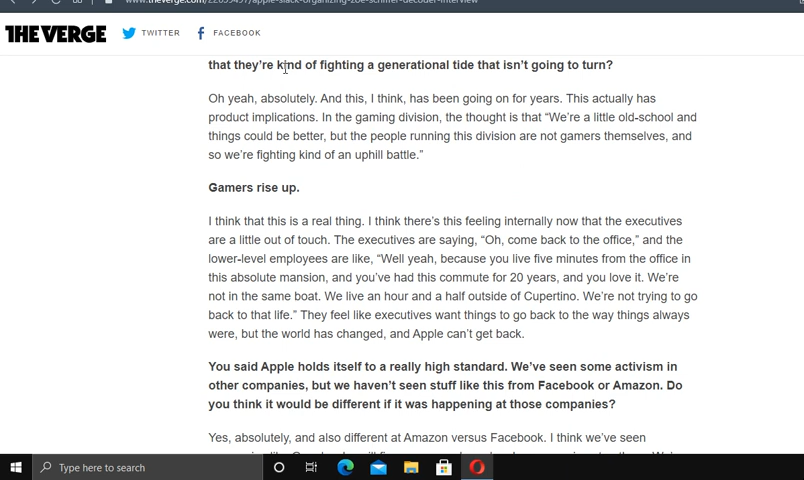 THE VERGE TWITTER FACEBOOK
that they're kind of fighting a generational tide that isn't going to turn?
Oh yeah, absolutely. And this, I think, has been going on for years. This actually has
product implications. In the gaming division, the thought is that “We're a little old-school and
things could be better, but the people running this division are not gamers themselves, and
so we're fighting kind of an uphill battle.”
Gamers rise up.
I think that this is a real thing. I think there's this feeling internally now that the executives
are a little out of touch. The executives are saying, “Oh, come back to the office,” and the
lower-level employees are like, “Well yeah, because you live five minutes from the office in
this absolute mansion, and you've had this commute for 20 years, and you love it. We're
not in the same boat. We live an hour and a half outside of Cupertino. We're not trying to go
back to that life.” They feel like executives want things to go back to the way things always
were, but the world has changed, and Apple can't get back.
You said Apple holds itself to a really high standard. We've seen some activism in
other companies, but we haven't seen stuff like this from Facebook or Amazon. Do
you think it would be different if it was happening at those companies?
Yes, absolutely, and also different at Amazon versus Facebook. I think we've seen
Type here to search